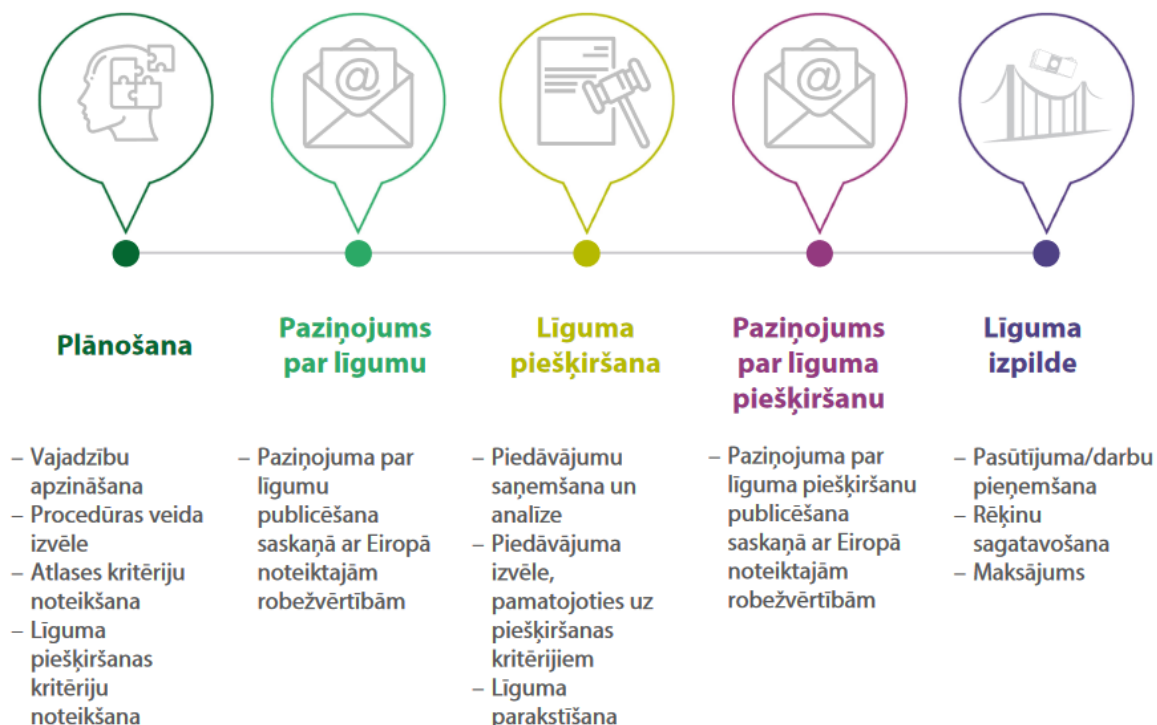 @
@
Plānošana
Vajadzību
apzināšana
– Procedūras veida
izvēle
– Atlases kritēriju
noteikšana
– Līguma
piešķiršanas
kritēriju
noteikšana
Paziņojums
par līgumu
– Paziņojuma par
līgumu
publicēšana
saskaņā ar Eiropā
noteiktajām
robežvērtībām
Līguma
piešķiršana
– Piedāvājumu
saņemšana un
analīze
– Piedāvājuma
izvēle,
pamatojoties uz
piešķiršanas
kritērijiem
– Līguma
parakstīšana
Paziņojums
par līguma
piešķiršanu
– Paziņojuma par
līguma piešķiršanu
publicēšana
saskaņā ar Eiropā
noteiktajām
robežvērtībām
Līguma
izpilde
– Pasūtījuma/darbu
pieņemšana
– Rēķinu
sagatavošana
– Maksājums